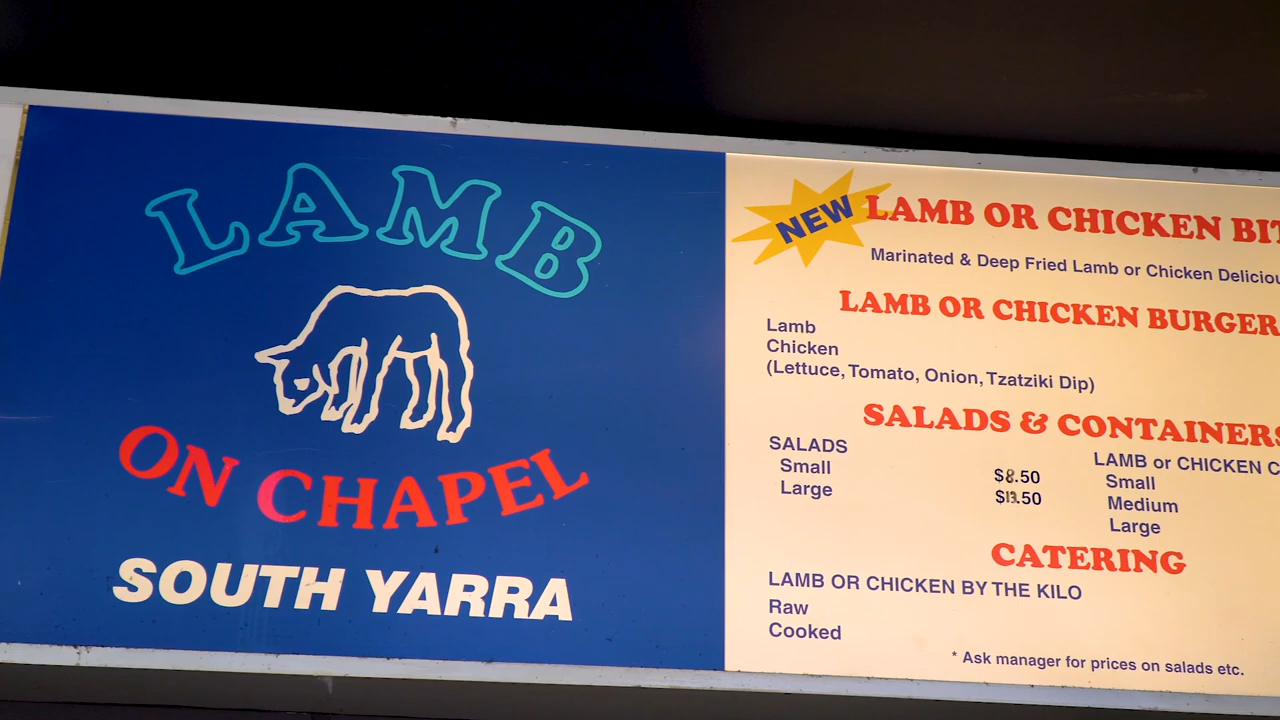 LAMB
ON CHAPEL
SOUTH YARRA
NEW
LAMB OR CHICKEN
Marinated & Deep Fried Lamb or Chicken
LAMB OR CHICKEN BURGER
Lamb
Chicken
(Lettuce, Tomato, Onion, Tzatziki Dip)
SALADS & CONTAINERS
SALADS
Small $8.50
Large
LAMB or CHICKEN C
Small
Medium
Large
CATERING
LAMB OR CHICKEN BY THE KILO
Raw
Cooked
* Ask manager for prices on salads etc.